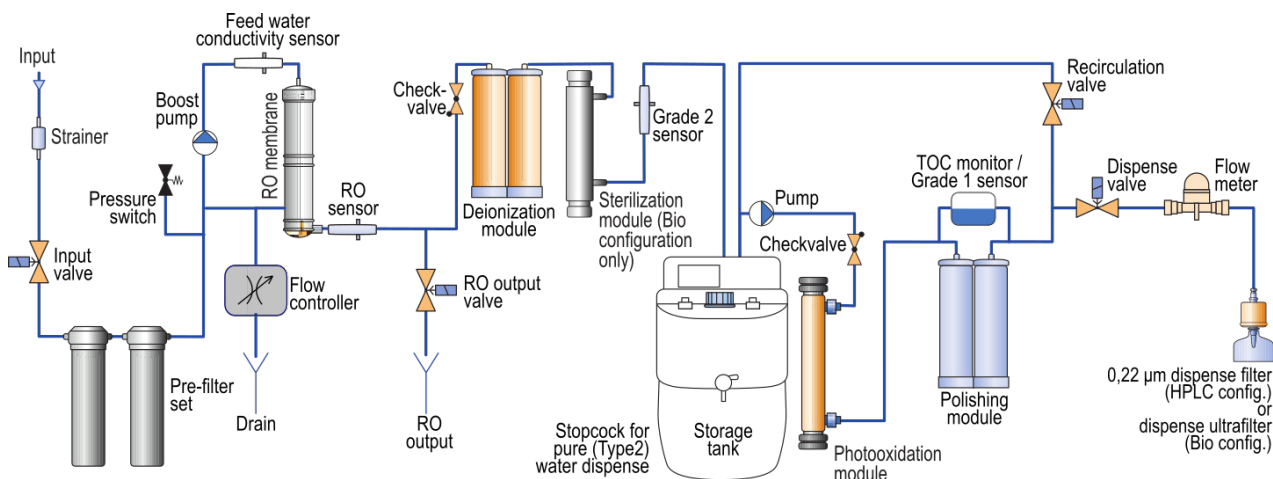 Input
Strainer
Pressure
switch
Input
valve
Pre-filter
set
Boost
pump
Feed water
conductivity sensor
RO membrane
Flow
controller
Drain
RO
sensor
RO output
valve
RO
output
Check-
valve
Deionization
module
Sterilization
module (Bio
configuration
only)
Grade 2
sensor
Stopcock for
pure (Type2)
water dispense
Storage
tank
Pump
Checkvalve
Photooxidation
module
TOC monitor /
Grade 1 sensor
Polishing
module
Recirculation
valve
Dispense
valve
Flow
meter
0,22 µm dispense filter
(HPLC config.)
or
dispense ultrafilter
(Bio config.)